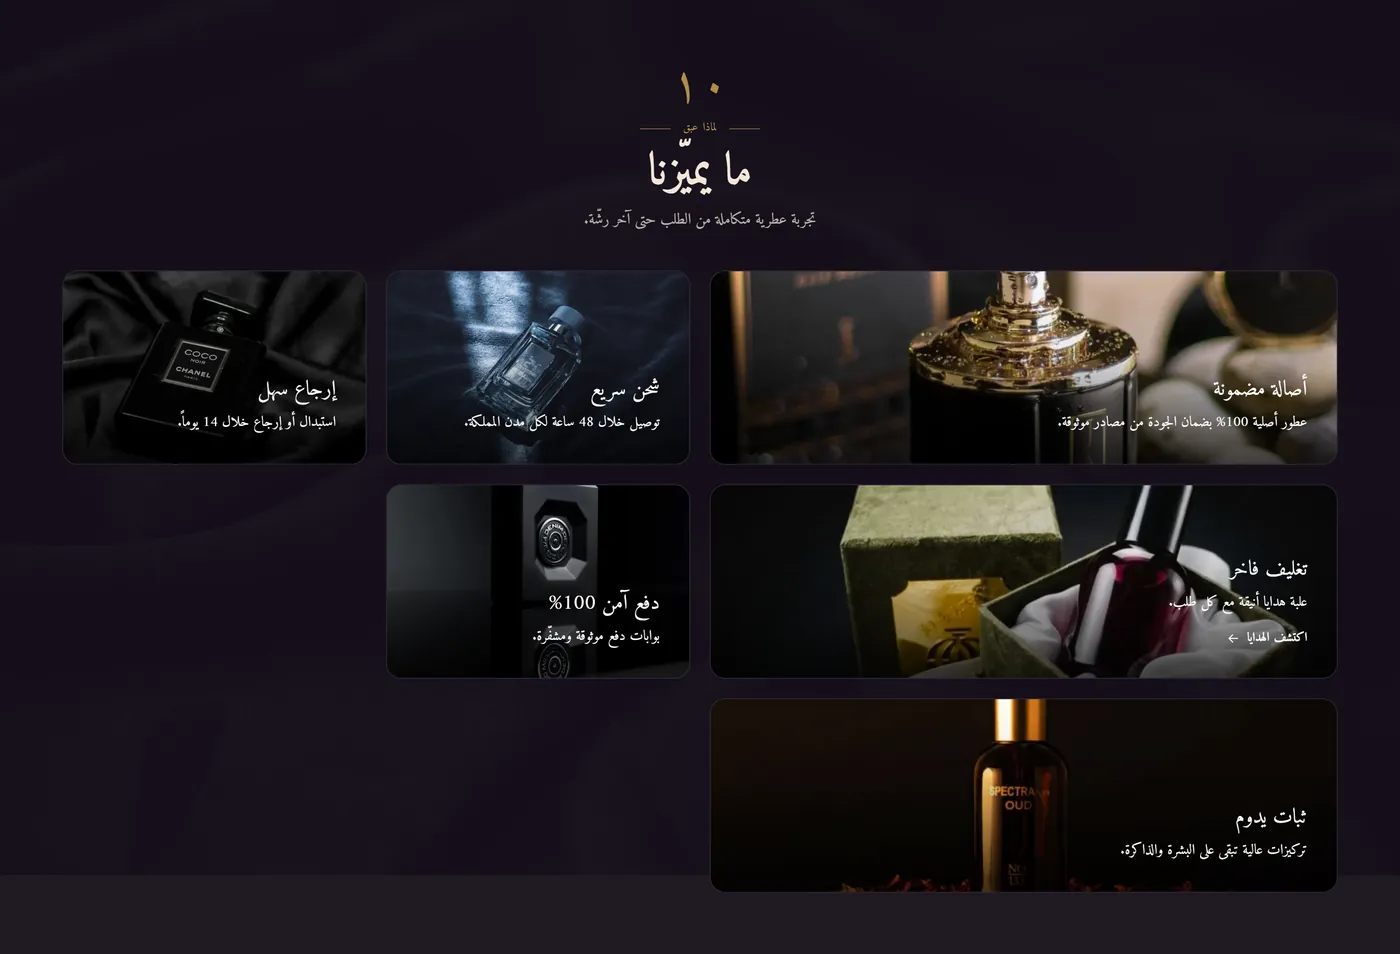 ١٠
لماذا عبق
ما يميّزنا
تجربة عطرية متكاملة من الطلب حتى آخر رشّة.
أصالة مضمونة
عطور أصلية 100% بضمان الجودة من مصادر موثوقة.
شحن سريع
توصيل خلال 48 ساعة لكل مدن المملكة.
COCO
NOIR
CHANEL
PARIS
إرجاع سهل
استبدال أو إرجاع خلال 14 يوماً.
تغليف فاخر
علبة هدايا أنيقة مع كل طلب.
اكتشف الهدايا ←
دفع آمن 100%
بوابات دفع موثوقة ومشفّرة.
SPECTRA
OUD
ثبات يدوم
تركيزات عالية تبقى على البشرة والذاكرة.